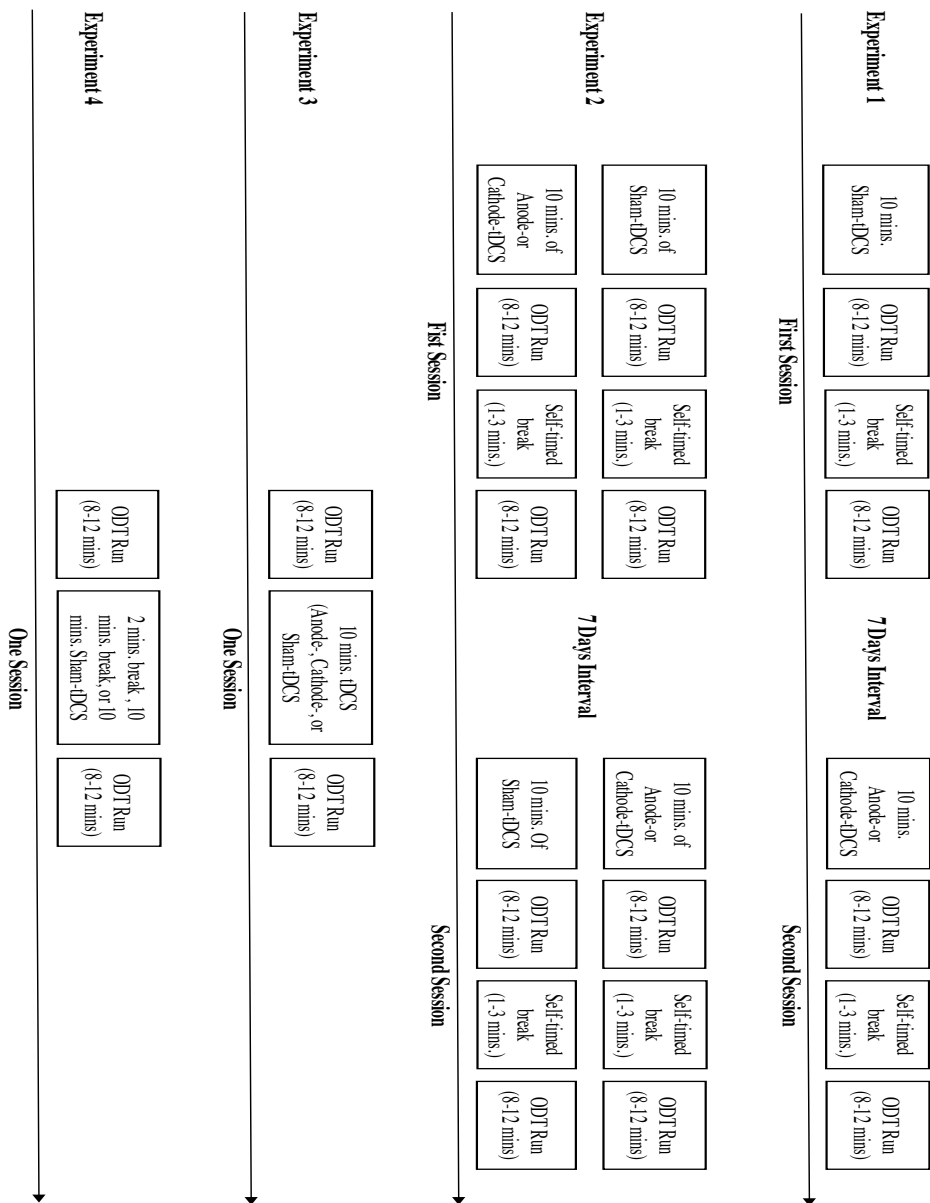 Experiment 1
10 mins.
Sham-tDCS
ODT Run
(8-12 mins)
Self-timed
break
(1-3 mins.)
ODT Run
(8-12 mins)
7 Days Interval
10 mins.
Anode-or
Cathode-tDCS
ODT Run
(8-12 mins)
Self-timed
break
(1-3 mins.)
ODT Run
(8-12 mins)
First Session
Second Session
Experiment 2
10 mins. of
Sham-tDCS
ODT Run
(8-12 mins)
Self-timed
break
(1-3 mins.)
ODT Run
(8-12 mins)
10 mins. of
Anode-or
Cathode-tDCS
ODT Run
(8-12 mins)
Self-timed
break
(1-3 mins.)
ODT Run
(8-12 mins)
7 Days Interval
10 mins. of
Anode-or
Cathode-tDCS
ODT Run
(8-12 mins)
Self-timed
break
(1-3 mins.)
ODT Run
(8-12 mins)
10 mins. Of
Sham-tDCS
ODT Run
(8-12 mins)
Self-timed
break
(1-3 mins.)
ODT Run
(8-12 mins)
Fist Session
Second Session
Experiment 3
ODT Run
(8-12 mins)
10 mins. tDCS
(Anode-, Cathode-, or
Sham-tDCS
ODT Run
(8-12 mins)
One Session
Experiment 4
ODT Run
(8-12 mins)
2 mins. break , 10
mins. break, or 10
mins. Sham-tDCS
ODT Run
(8-12 mins)
One Session